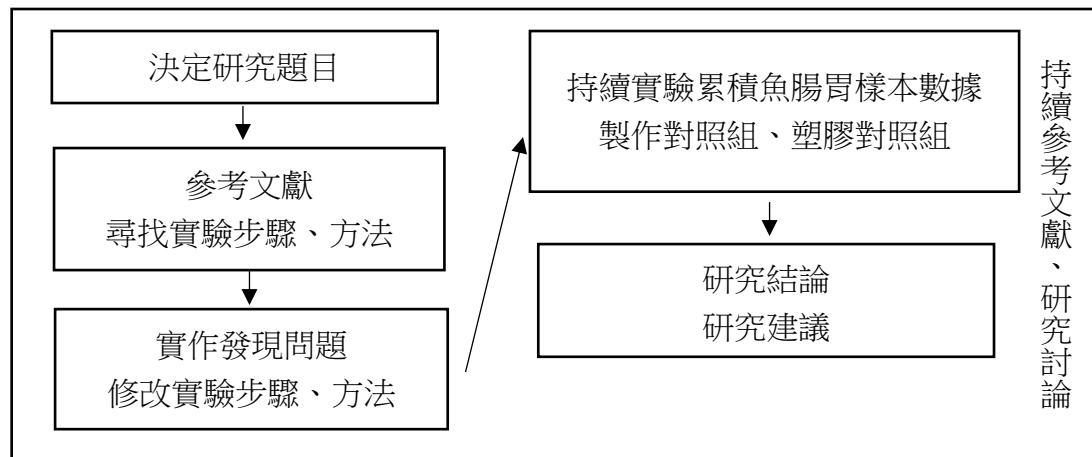 決定研究題目
參考文獻
尋找實驗步驟、方法
實作發現問題
修改實驗步驟、方法
持續實驗累積魚腸胃樣本數據
製作對照組、塑膠對照組
研究結論
研究建議
持續參考文獻、研究討論